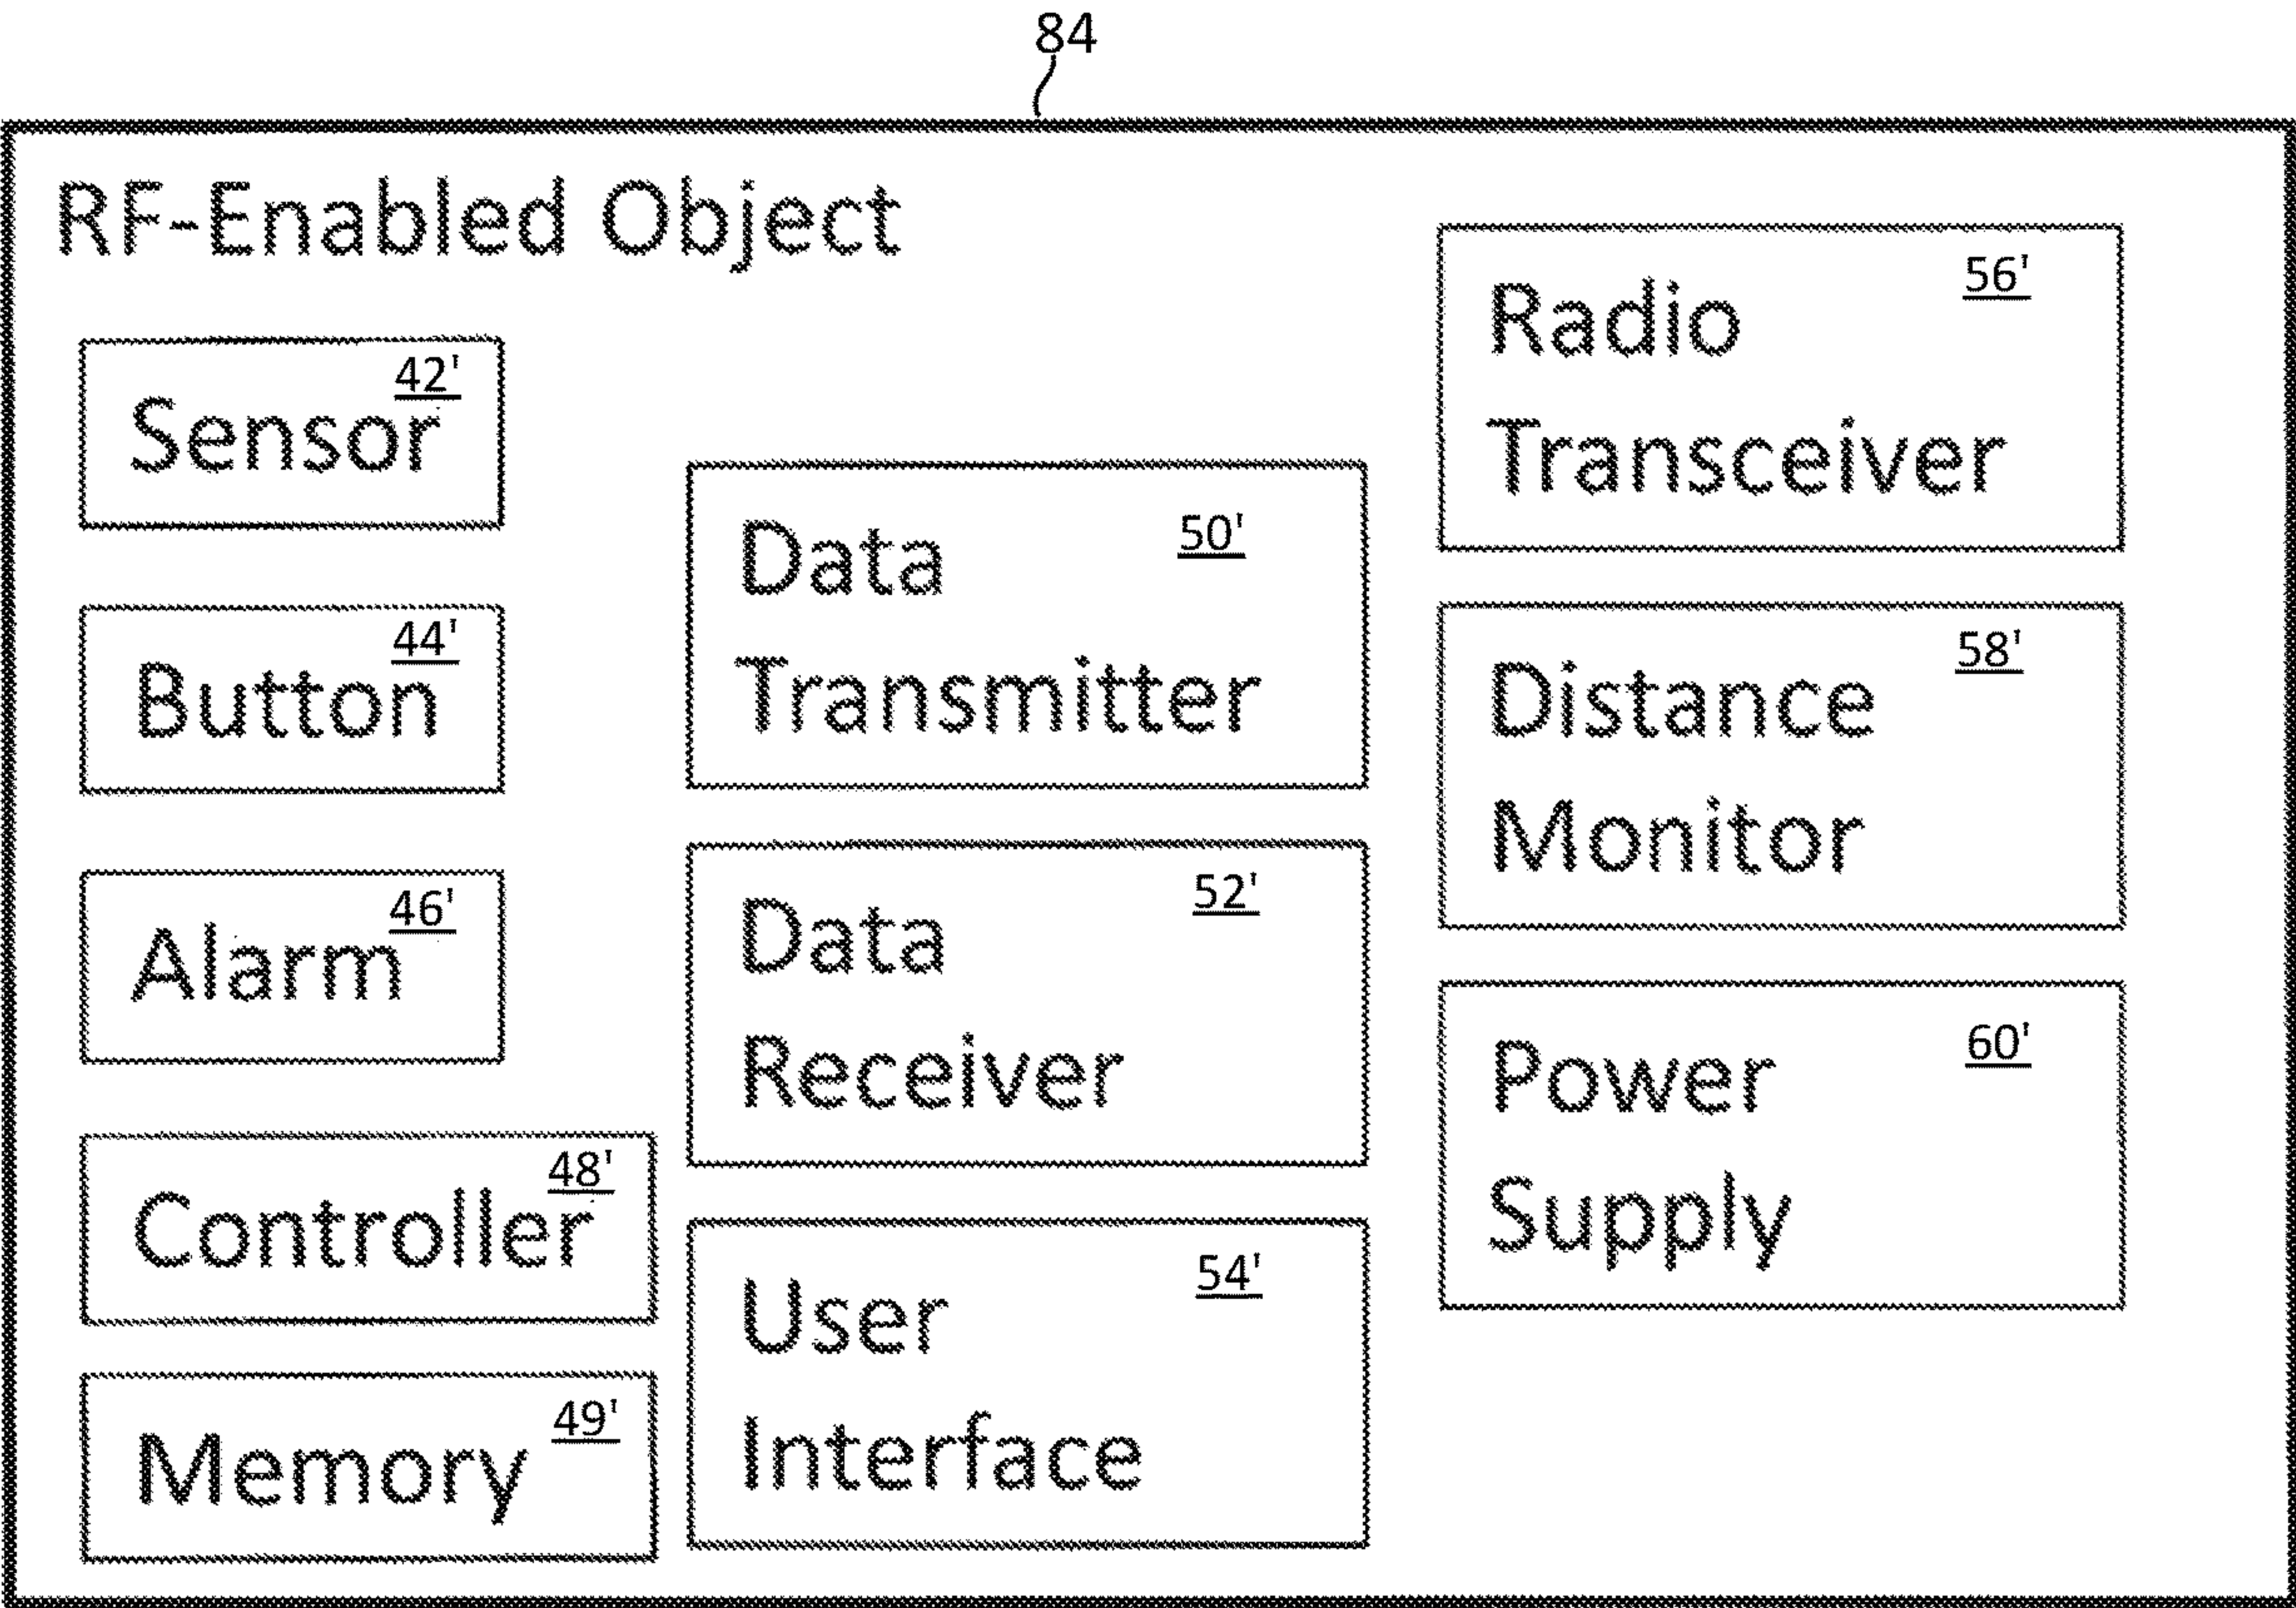 84
RF-Enabled Object
42'
Sensor
44'
Button
46'
Alarm
48'
Controller
49'
Memory
50'
Data
Transmitter
52'
Data
Receiver
54'
User
Interface
56'
Radio
Transceiver
58'
Distance
Monitor
60'
Power
Supply